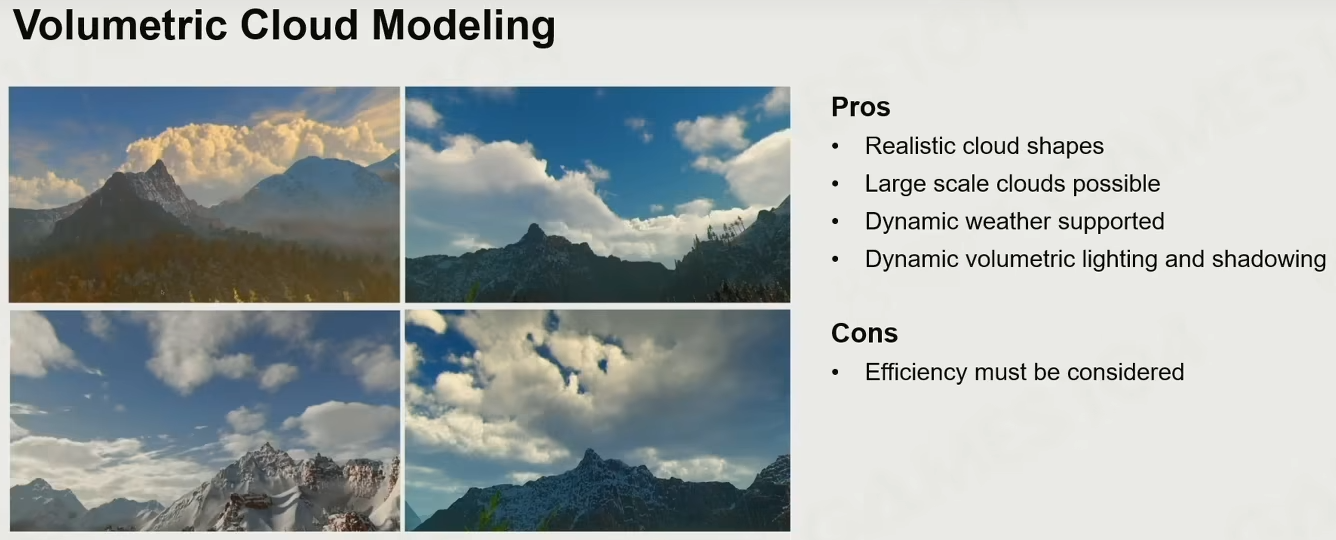 Volumetric Cloud Modeling
Pros
• Realistic cloud shapes
• Large scale clouds possible
• Dynamic weather supported
• Dynamic volumetric lighting and shadowing
Cons
• Efficiency must be considered
GAMES104